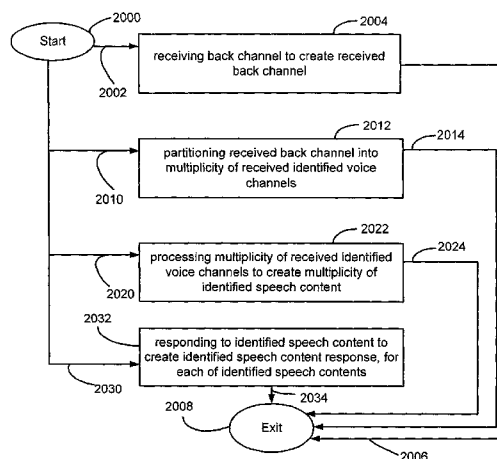 2000
Start
2004
receiving back channel to create received
back channel
2002
2012
2014
partitioning received back channel into
multiplicity of received identified voice
channels
2010
2022
2024
processing multiplicity of received identified
voice channels to create multiplicity of
identified speech content
2020
2032
responding to identified speech content to
create identified speech content response, for
each of identified speech contents
2030
2034
2008
Exit
2006